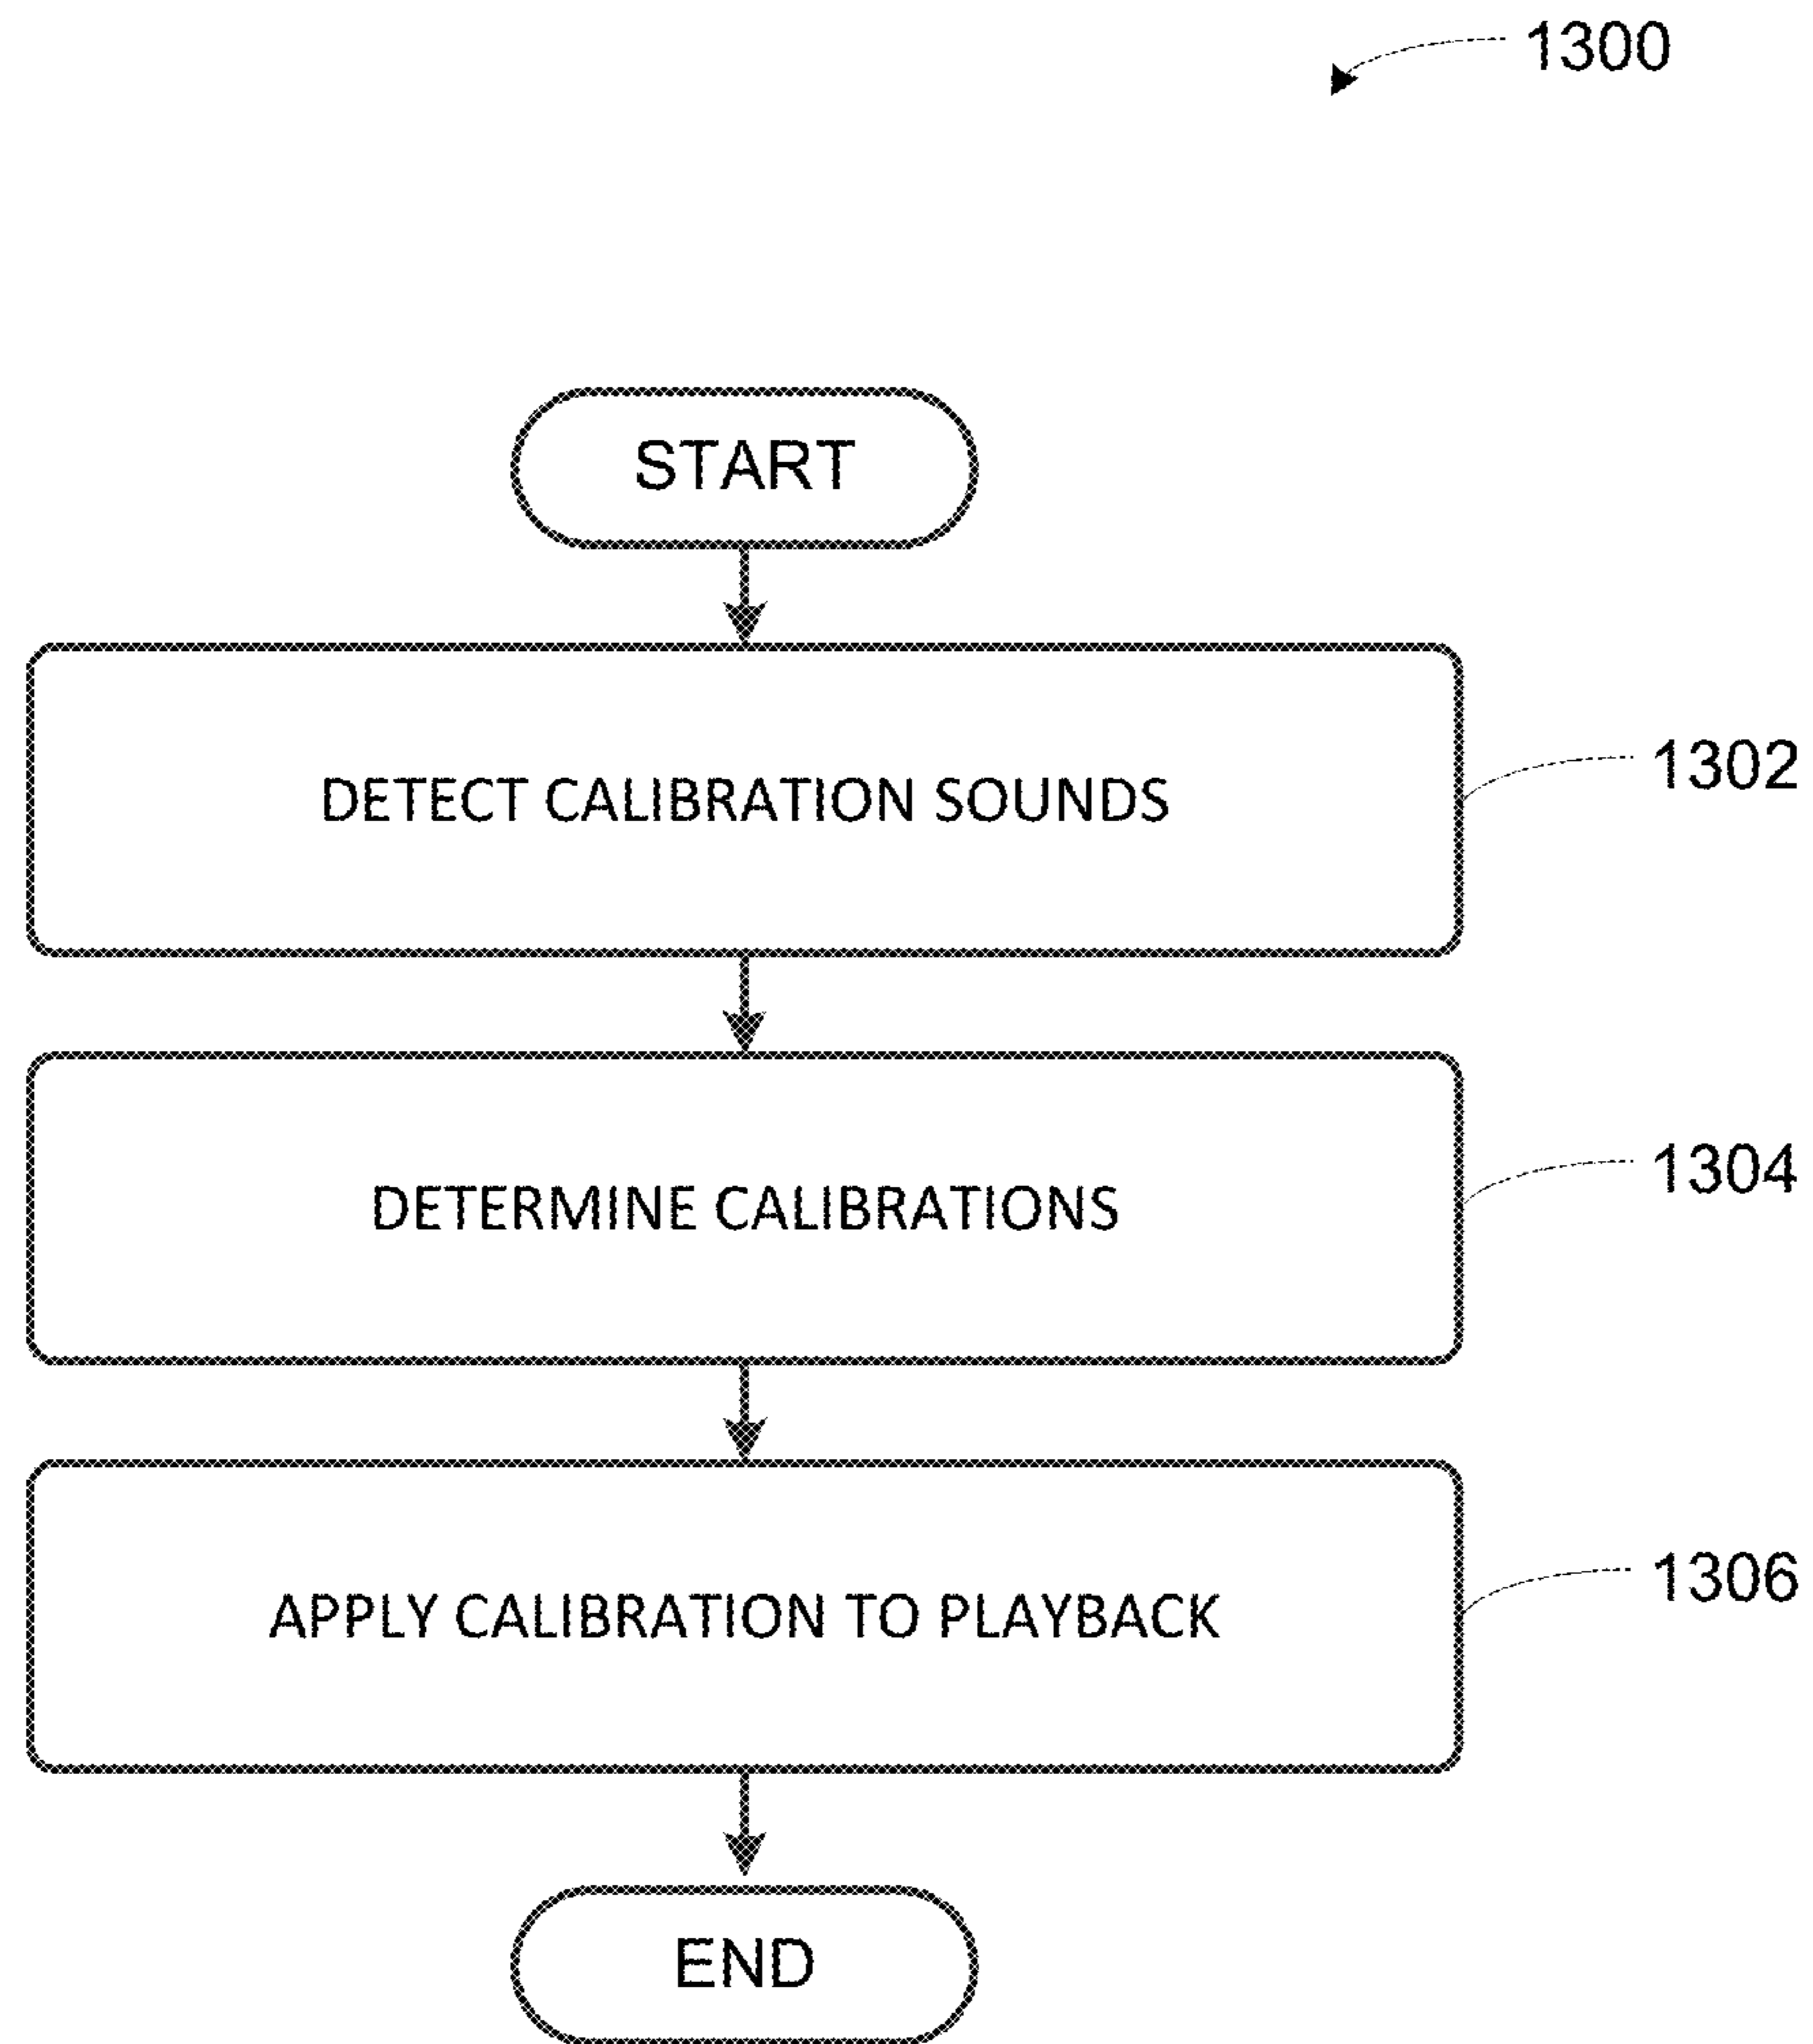 1300
START
DETECT CALIBRATION SOUNDS
1302
DETERMINE CALIBRATIONS
1304
APPLY CALIBRATION TO PLAYBACK
1306
END